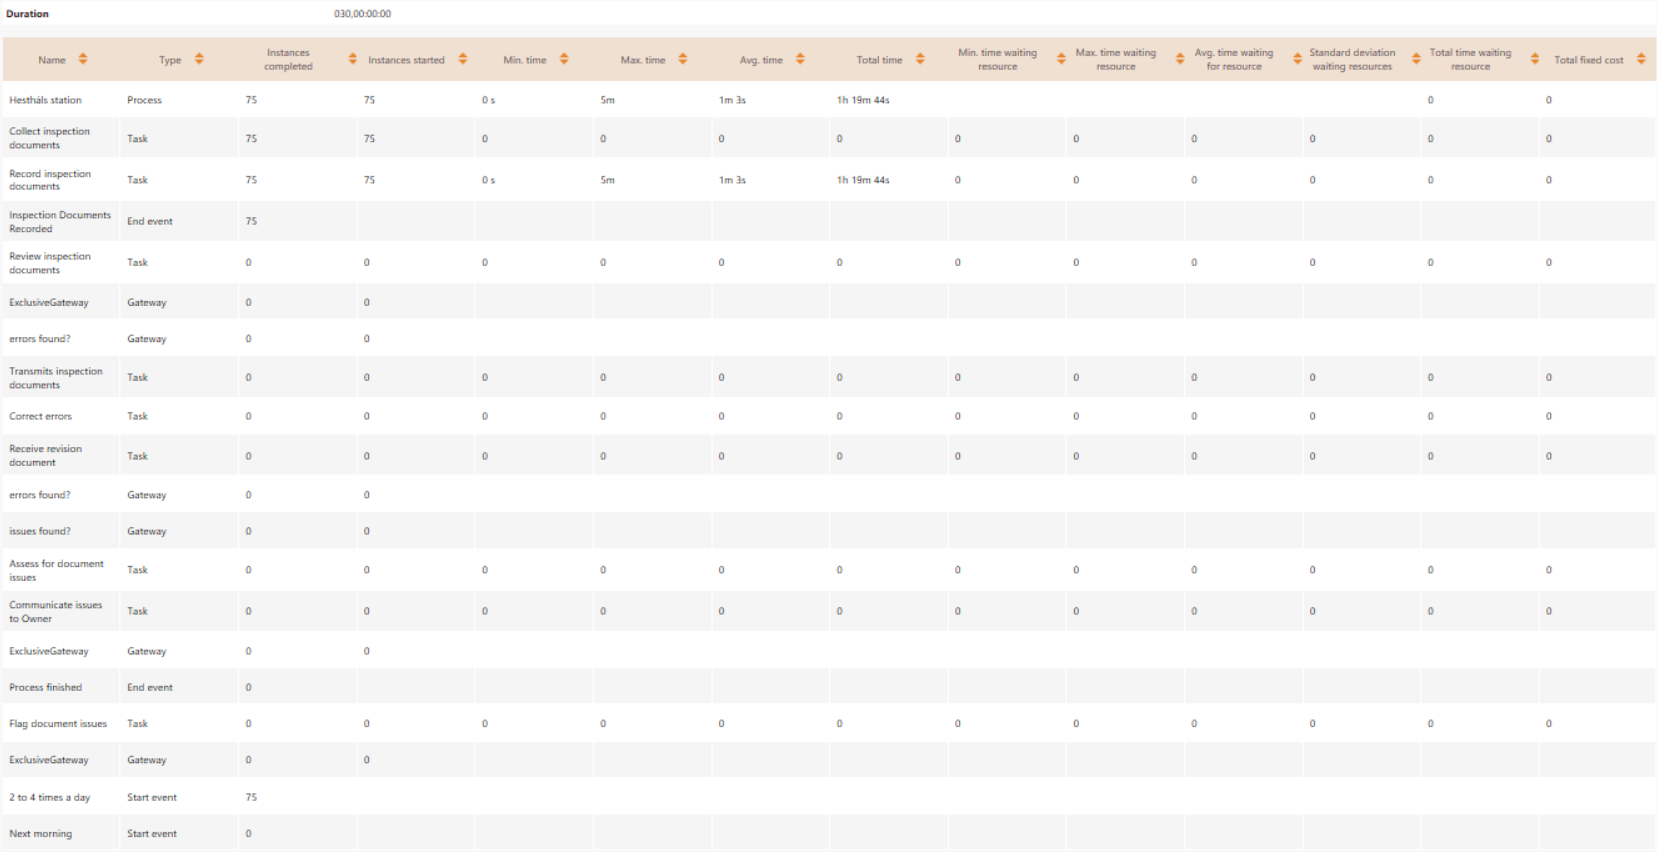 Duration 030,00:00:00
Name Type Instances completed Instances started Min. time Max. time Avg. time Total time Min. time waiting resource Max. time waiting resource Avg. time waiting for resource Standard deviation waiting resources Total time waiting resource Total fixed cost
Hestháls station Process 75 75 0 s 5m 1m 3s 1h 19m 44s 0 0
Collect inspection documents Task 75 75 0 0 0 0 0 0 0 0 0 0
Record inspection documents Task 75 75 0 s 5m 1m 3s 1h 19m 44s 0 0 0 0 0 0
Inspection Documents Recorded End event 75
Review inspection documents Task 0 0 0 0 0 0 0 0 0 0 0 0
ExclusiveGateway Gateway 0 0
errors found? Gateway 0 0
Transmits inspection documents Task 0 0 0 0 0 0 0 0 0 0 0 0
Correct errors Task 0 0 0 0 0 0 0 0 0 0 0 0
Receive revision document Task 0 0 0 0 0 0 0 0 0 0 0 0
errors found? Gateway 0 0
issues found? Gateway 0 0
Assess for document issues Task 0 0 0 0 0 0 0 0 0 0 0 0
Communicate issues to Owner Task 0 0 0 0 0 0 0 0 0 0 0 0
ExclusiveGateway Gateway 0 0
Process finished End event 0
Flag document issues Task 0 0 0 0 0 0 0 0 0 0 0 0
ExclusiveGateway Gateway 0 0
2 to 4 times a day Start event 75
Next morning Start event 0